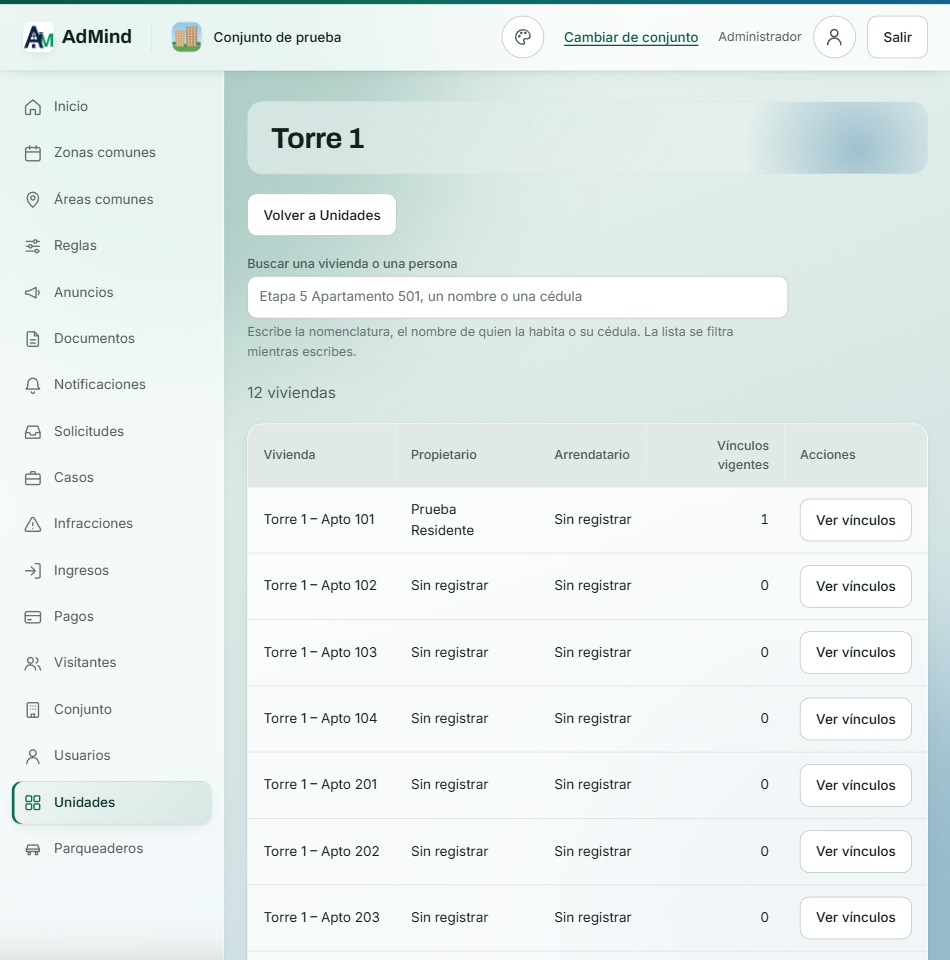 AM AdMind
Conjunto de prueba
Cambiar de conjunto
Administrador
Salir
Inicio
Zonas comunes
Áreas comunes
Reglas
Anuncios
Documentos
Notificaciones
Solicitudes
Casos
Infracciones
Ingresos
Pagos
Visitantes
Conjunto
Usuarios
Unidades
Parqueaderos
Torre 1
Volver a Unidades
Buscar una vivienda o una persona
Etapa 5 Apartamento 501, un nombre o una cédula
Escribe la nomenclatura, el nombre de quien la habita o su cédula. La lista se filtra
mientras escribes.
12 viviendas
Vivienda Propietario Arrendatario Vínculos vigentes Acciones
Torre 1 – Apto 101 Prueba Residente Sin registrar 1 Ver vínculos
Torre 1 – Apto 102 Sin registrar Sin registrar 0 Ver vínculos
Torre 1 – Apto 103 Sin registrar Sin registrar 0 Ver vínculos
Torre 1 – Apto 104 Sin registrar Sin registrar 0 Ver vínculos
Torre 1 – Apto 201 Sin registrar Sin registrar 0 Ver vínculos
Torre 1 – Apto 202 Sin registrar Sin registrar 0 Ver vínculos
Torre 1 – Apto 203 Sin registrar Sin registrar 0 Ver vínculos